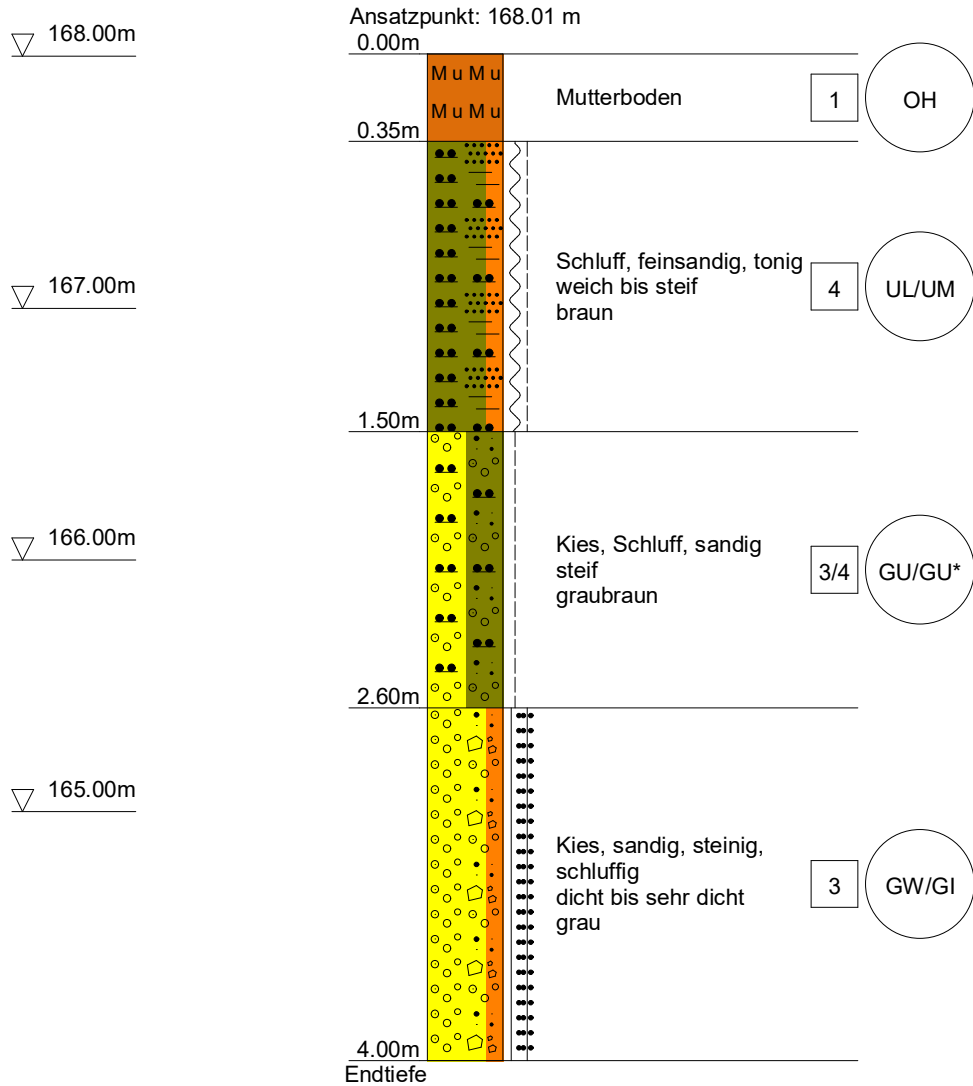 Ansatzpunkt: 168.01 m
168.00m
0.00m
M u M u
M u M u
Mutterboden
1
OH
0.35m
167.00m
Schluff, feinsandig, tonig
weich bis steif
braun
4
UL/UM
1.50m
166.00m
Kies, Schluff, sandig
steif
graubraun
3/4
GU/GU*
2.60m
165.00m
Kies, sandig, steinig,
schluffig
dicht bis sehr dicht
grau
3
GW/GI
4.00m
Endtiefe